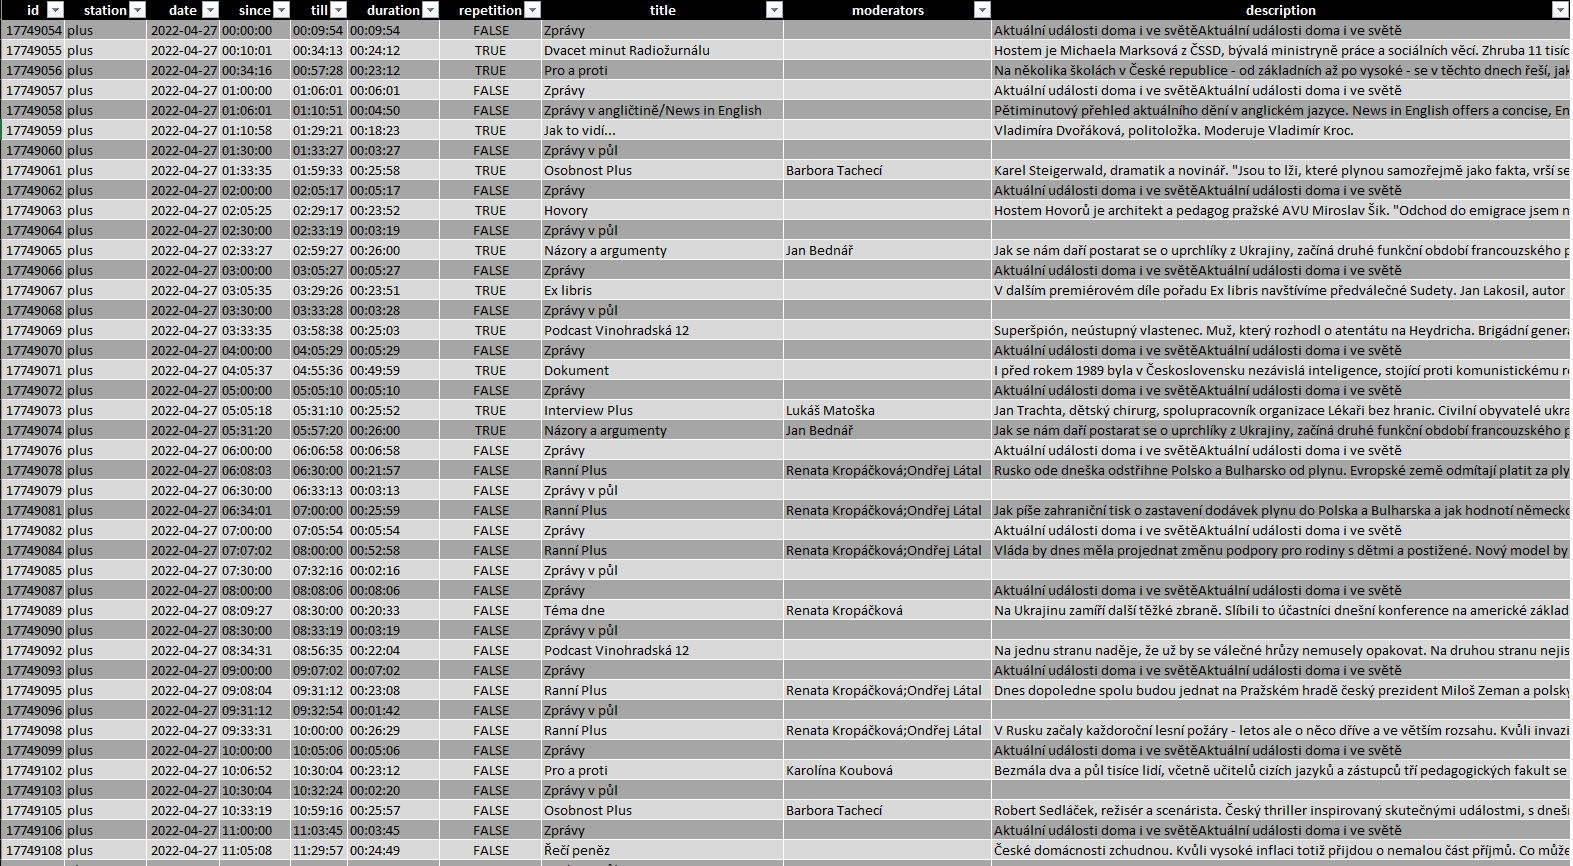 id station date since till duration repetition title moderators description
17749054 plus 2022-04-27 00:00:00 00:09:54 00:09:54 FALSE Zprávy Aktuální události doma i ve světěAktuální události doma i ve světě
17749055 plus 2022-04-27 00:10:01 00:34:13 00:24:12 TRUE Dvacet minut Radiožurnálu Hostem je Michaela Marksová z ČSSD, bývalá ministryně práce a sociálních věcí. Zhruba 11 tisíc
17749056 plus 2022-04-27 00:34:16 00:57:28 00:23:12 TRUE Pro a proti Na několika školách v České republice - od základních až po vysoké - se v těchto dnech řeší, jak
17749057 plus 2022-04-27 01:00:00 01:06:01 00:06:01 FALSE Zprávy Aktuální události doma i ve světěAktuální události doma i ve světě
17749058 plus 2022-04-27 01:06:01 01:10:51 00:04:50 FALSE Zprávy v angličtině/News in English Pětiminutový přehled aktuálního dění v anglickém jazyce. News in English offers a concise, En
17749059 plus 2022-04-27 01:10:58 01:29:21 00:18:23 TRUE Jak to vidí... Vladimíra Dvořáková, politoložka. Moderuje Vladimír Kroc.
17749060 plus 2022-04-27 01:30:00 01:33:27 00:03:27 FALSE Zprávy v půl
17749061 plus 2022-04-27 01:33:35 01:59:33 00:25:58 TRUE Osobnost Plus Barbora Tachecí Karel Steigerwald, dramatik a novinář. "Jsou to lži, které plynou samozřejmě jako fakta, vrší se
17749062 plus 2022-04-27 02:00:00 02:05:17 00:05:17 FALSE Zprávy Aktuální události doma i ve světěAktuální události doma i ve světě
17749063 plus 2022-04-27 02:05:25 02:29:17 00:23:52 TRUE Hovory Hostem Hovorů je architekt a pedagog pražské AVU Miroslav Šik. "Odchod do emigrace jsem n
17749064 plus 2022-04-27 02:30:00 02:33:19 00:03:19 FALSE Zprávy v půl
17749065 plus 2022-04-27 02:33:27 02:59:27 00:26:00 TRUE Názory a argumenty Jan Bednář Jak se nám daří postarat se o uprchlíky z Ukrajiny, začíná druhé funkční období francouzského p
17749066 plus 2022-04-27 03:00:00 03:05:27 00:05:27 FALSE Zprávy Aktuální události doma i ve světěAktuální události doma i ve světě
17749067 plus 2022-04-27 03:05:35 03:29:26 00:23:51 TRUE Ex libris V dalším premiérovém díle pořadu Ex libris navštívíme předválečné Sudety. Jan Lakosil, autor
17749068 plus 2022-04-27 03:30:00 03:33:28 00:03:28 FALSE Zprávy v půl
17749069 plus 2022-04-27 03:33:35 03:58:38 00:25:03 TRUE Podcast Vinohradská 12 Superšpión, neústupný vlastenec. Muž, který rozhodl o atentátu na Heydricha. Brigádní gener
17749070 plus 2022-04-27 04:00:00 04:05:29 00:05:29 FALSE Zprávy Aktuální události doma i ve světěAktuální události doma i ve světě
17749071 plus 2022-04-27 04:05:37 04:55:36 00:49:59 TRUE Dokument I před rokem 1989 byla v Československu nezávislá inteligence, stojící proti komunistickému r
17749072 plus 2022-04-27 05:00:00 05:05:10 00:05:10 FALSE Zprávy Aktuální události doma i ve světěAktuální události doma i ve světě
17749073 plus 2022-04-27 05:05:18 05:31:10 00:25:52 TRUE Interview Plus Lukáš Matoška Jan Trachta, dětský chirurg, spolupracovník organizace Lékaři bez hranic. Civilní obyvatelé ukra
17749074 plus 2022-04-27 05:31:20 05:57:20 00:26:00 TRUE Názory a argumenty Jan Bednář Jak se nám daří postarat se o uprchlíky z Ukrajiny, začíná druhé funkční období francouzského p
17749076 plus 2022-04-27 06:00:00 06:06:58 00:06:58 FALSE Zprávy Aktuální události doma i ve světěAktuální události doma i ve světě
17749078 plus 2022-04-27 06:08:03 06:30:00 00:21:57 FALSE Ranní Plus Renata Kropáčková;Ondřej Látal Rusko ode dneška odstřihne Polsko a Bulharsko od plynu. Evropské země odmítají platit za ply
17749079 plus 2022-04-27 06:30:00 06:33:13 00:03:13 FALSE Zprávy v půl
17749081 plus 2022-04-27 06:34:01 07:00:00 00:25:59 FALSE Ranní Plus Renata Kropáčková;Ondřej Látal Jak píše zahraniční tisk o zastavení dodávek plynu do Polska a Bulharska a jak hodnotí německo
17749082 plus 2022-04-27 07:00:00 07:05:54 00:05:54 FALSE Zprávy Aktuální události doma i ve světěAktuální události doma i ve světě
17749084 plus 2022-04-27 07:07:02 08:00:00 00:52:58 FALSE Ranní Plus Renata Kropáčková;Ondřej Látal Vláda by dnes měla projednat změnu podpory pro rodiny s dětmi a postižené. Nový model by
17749085 plus 2022-04-27 07:30:00 07:32:16 00:02:16 FALSE Zprávy v půl
17749087 plus 2022-04-27 08:00:00 08:08:06 00:08:06 FALSE Zprávy Aktuální události doma i ve světěAktuální události doma i ve světě
17749089 plus 2022-04-27 08:09:27 08:30:00 00:20:33 FALSE Téma dne Renata Kropáčková Na Ukrajinu zamíří další těžké zbraně. Slíbili to účastníci dnešní konference na americké základ
17749090 plus 2022-04-27 08:30:00 08:33:19 00:03:19 FALSE Zprávy v půl
17749092 plus 2022-04-27 08:34:31 08:56:35 00:22:04 FALSE Podcast Vinohradská 12 Na jednu stranu naděje, že už by se válečné hrůzy nemusely opakovat. Na druhou stranu nejis
17749093 plus 2022-04-27 09:00:00 09:07:02 00:07:02 FALSE Zprávy Aktuální události doma i ve světěAktuální události doma i ve světě
17749095 plus 2022-04-27 09:08:04 09:31:12 00:23:08 FALSE Ranní Plus Renata Kropáčková;Ondřej Látal Dnes dopoledne spolu budou jednat na Pražském hradě český prezident Miloš Zeman a polský
17749096 plus 2022-04-27 09:31:12 09:32:54 00:01:42 FALSE Zprávy v půl
17749098 plus 2022-04-27 09:33:31 10:00:00 00:26:29 FALSE Ranní Plus Renata Kropáčková;Ondřej Látal V Rusku začaly každoroční lesní požáry - letos ale o něco dříve a ve větším rozsahu. Kvůli invazi
17749099 plus 2022-04-27 10:00:00 10:05:06 00:05:06 FALSE Zprávy Aktuální události doma i ve světěAktuální události doma i ve světě
17749102 plus 2022-04-27 10:06:52 10:30:04 00:23:12 FALSE Pro a proti Karolína Koubová Bezmála dva a půl tisíce lidí, včetně učitelů cizích jazyků a zástupců tří pedagogických fakult se
17749103 plus 2022-04-27 10:30:04 10:32:24 00:02:20 FALSE Zprávy v půl
17749105 plus 2022-04-27 10:33:19 10:59:16 00:25:57 FALSE Osobnost Plus Barbora Tachecí Robert Sedláček, režisér a scenárista. Český thriller inspirovaný skutečnými událostmi, s dnešn
17749106 plus 2022-04-27 11:00:00 11:03:45 00:03:45 FALSE Zprávy Aktuální události doma i ve světěAktuální události doma i ve světě
17749108 plus 2022-04-27 11:05:08 11:29:57 00:24:49 FALSE Řečí peněz České domácnosti zchudnou. Kvůli vysoké inflaci totiž přijdou o nemalou část příjmů. Co může